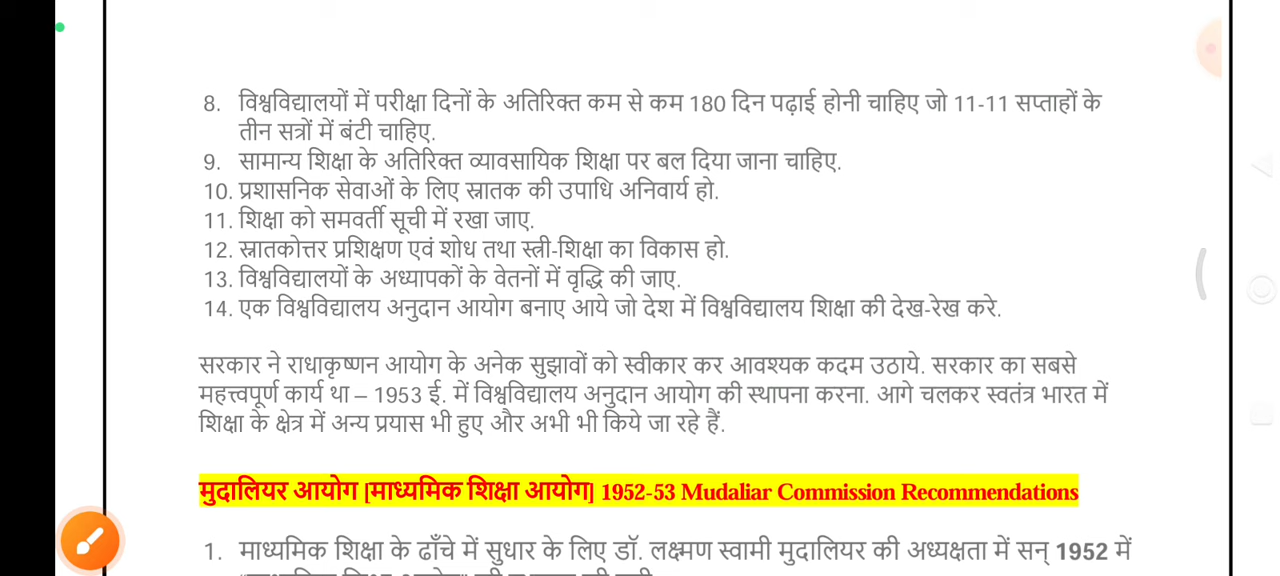 8. विश्वविद्यालयों में परीक्षा दिनों के अतिरिक्त कम से कम 180 दिन पढ़ाई होनी चाहिए जो 11-11 सप्ताहों के
तीन सत्रों में बंटी चाहिए.
9. सामान्य शिक्षा के अतिरिक्त व्यावसायिक शिक्षा पर बल दिया जाना चाहिए.
10. प्रशासनिक सेवाओं के लिए स्नातक की उपाधि अनिवार्य हो.
11. शिक्षा को समवर्ती सूची में रखा जाए.
12. स्नातकोत्तर प्रशिक्षण एवं शोध तथा स्त्री-शिक्षा का विकास हो.
13. विश्वविद्यालयों के अध्यापकों के वेतनों में वृद्धि की जाए.
14. एक विश्वविद्यालय अनुदान आयोग बनाए आये जो देश में विश्वविद्यालय शिक्षा की देख-रेख करे.
सरकार ने राधाकृष्णन आयोग के अनेक सुझावों को स्वीकार कर आवश्यक कदम उठाये. सरकार का सबसे
महत्त्वपूर्ण कार्य था – 1953 ई. में विश्वविद्यालय अनुदान आयोग की स्थापना करना. आगे चलकर स्वतंत्र भारत में
शिक्षा के क्षेत्र में अन्य प्रयास भी हुए और अभी भी किये जा रहे हैं.
मुदालियर आयोग [माध्यमिक शिक्षा आयोग] 1952-53 Mudaliar Commission Recommendations
1. माध्यमिक शिक्षा के ढाँचे में सुधार के लिए डॉ. लक्ष्मण स्वामी मुदालियर की अध्यक्षता में सन् 1952 में